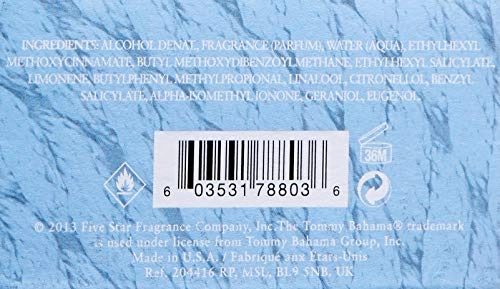 INGREDIENTS: ALCOHOL DENAT., FRAGRANCE (PARFUM), WATER (AQUA), ETHYLHEXYL
METHOXYCINNAMATE, BUTYL METHOXYDIBENZOYLMETHANE, ETHYLHEXYL SALICYLATE,
LIMONENE, BUTYLPHENYL METHYLPROPIONAL, LINALOOL, CITRONELLOL, BENZYL
SALICYLATE, ALPHA-ISOMETHYL IONONE, GERANIOL, EUGENOL.
36M
6 03531 78803 6
© 2013 Five Star Fragrance Company, Inc. The Tommy Bahama® trademark
is used under license from Tommy Bahama Group, Inc.
Made in U.S.A. / Fabriqué aux États-Unis
Ref. 204416 RP, MSL, BL9 5NB, UK